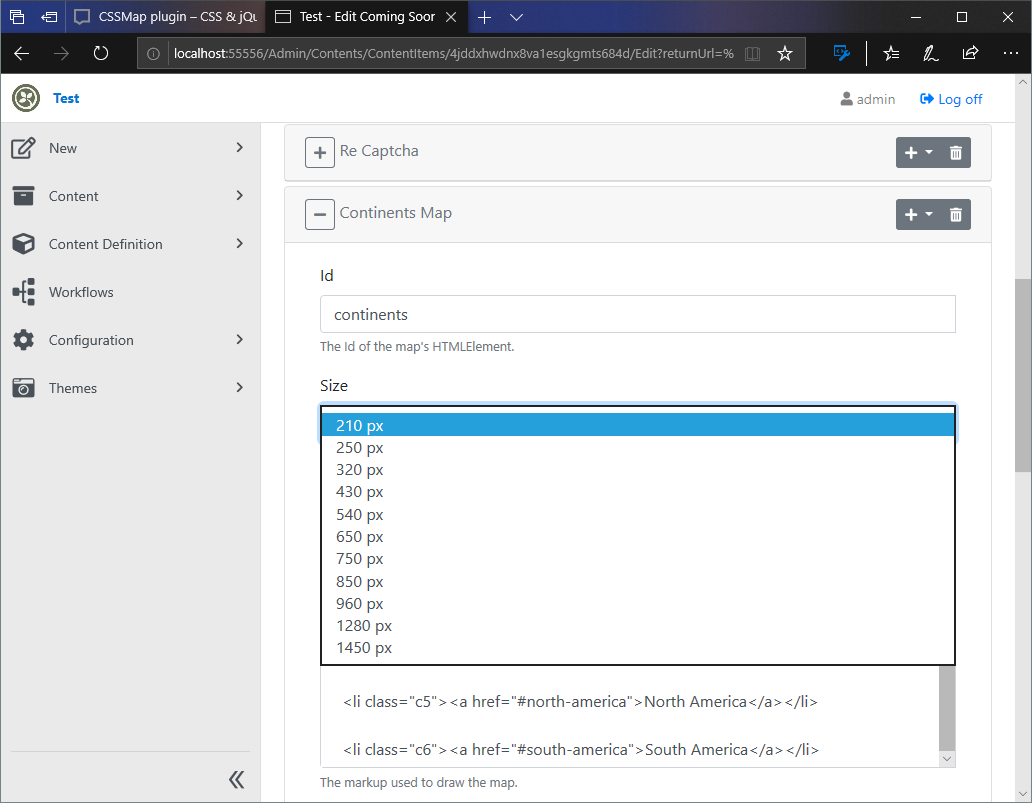 CSSMap plugin – CSS & jQu
Test - Edit Coming Soon
localhost:55556/Admin/Contents/ContentItems/4jddxhwdnx8va1esgkgmts684d/Edit?returnUrl=%
Test
admin
Log off
New
Content
Content Definition
Workflows
Configuration
Themes
Re Captcha
Continents Map
Id
continents
The Id of the map's HTMLElement.
Size
210 px
250 px
320 px
430 px
540 px
650 px
750 px
850 px
960 px
1280 px
1450 px
<li class="c5"><a href="#north-america">North America</a></li>
<li class="c6"><a href="#south-america">South America</a></li>
The markup used to draw the map.